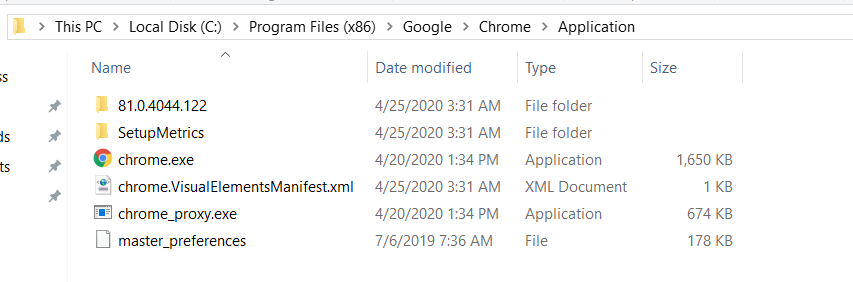 This PC > Local Disk (C:) > Program Files (x86) > Google > Chrome > Application
Name Date modified Type Size
ss
81.0.4044.122 4/25/2020 3:31 AM File folder
ds SetupMetrics 4/25/2020 3:31 AM File folder
ts chrome.exe 4/20/2020 1:34 PM Application 1,650 KB
chrome.VisualElementsManifest.xml 4/25/2020 3:31 AM XML Document 1 KB
chrome_proxy.exe 4/20/2020 1:34 PM Application 674 KB
master_preferences 7/6/2019 7:36 AM File 178 KB